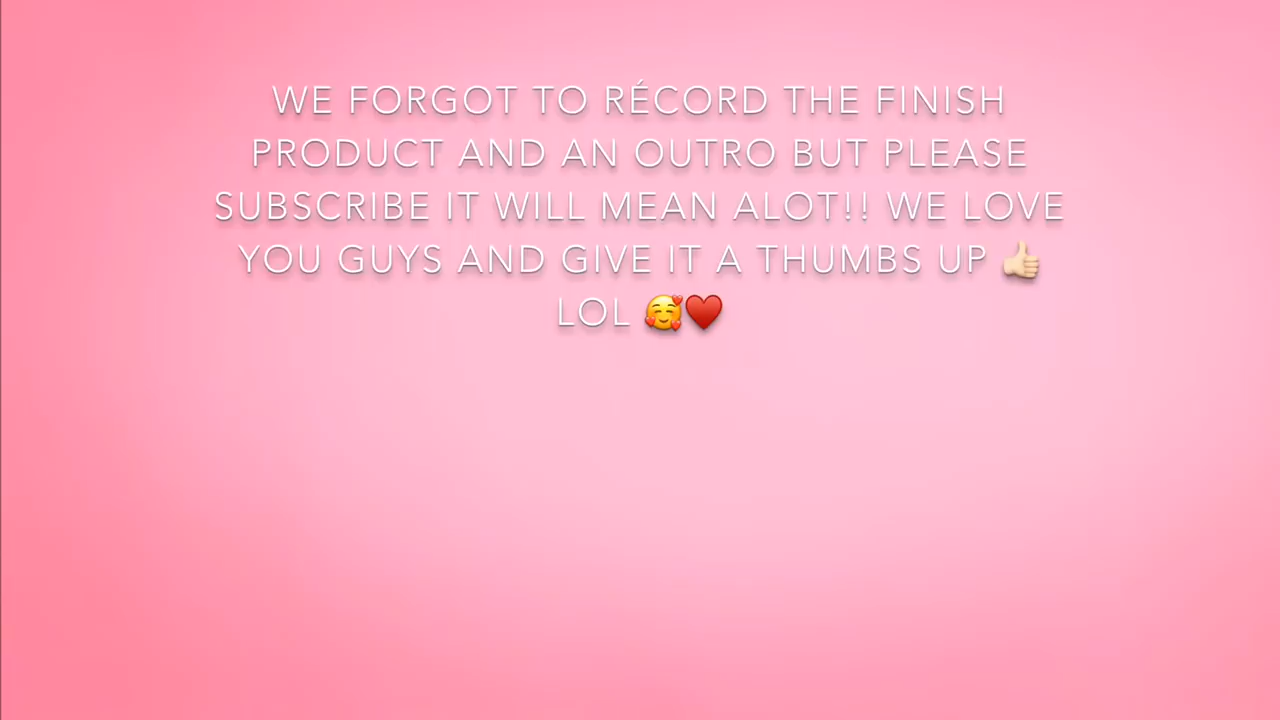 WE FORGOT TO RÉCORD THE FINISH
PRODUCT AND AN OUTRO BUT PLEASE
SUBSCRIBE IT WILL MEAN ALOT!! WE LOVE
YOU GUYS AND GIVE IT A THUMBS UP 👍🏻
LOL 🥰♥️